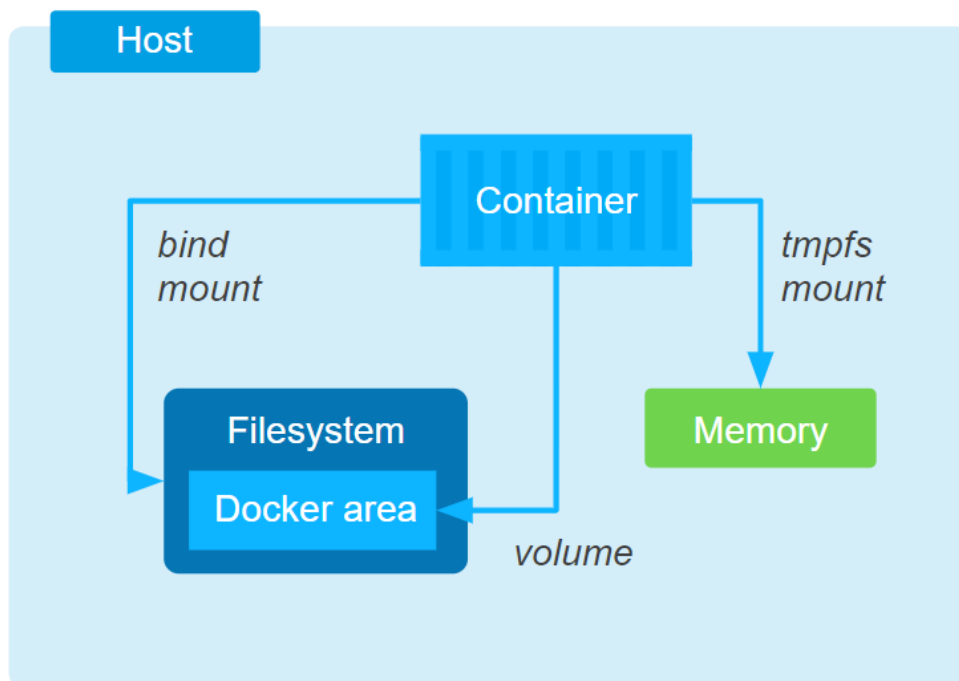 Host
Container
bind
mount
tmpfs
mount
Filesystem
Memory
Docker area
volume